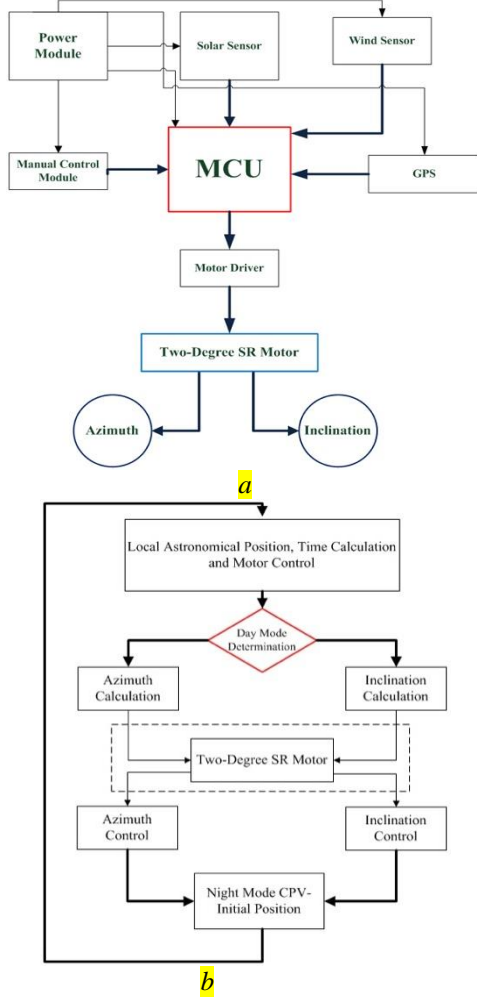 Power
Module
Solar Sensor
Wind Sensor
Manual Control
Module
MCU
GPS
Motor Driver
Two-Degree SR Motor
Azimuth
Inclination
a
Local Astronomical Position, Time Calculation
and Motor Control
Day Mode
Determination
Azimuth
Calculation
Inclination
Calculation
Two-Degree SR Motor
Azimuth
Control
Inclination
Control
Night Mode CPV-
Initial Position
b